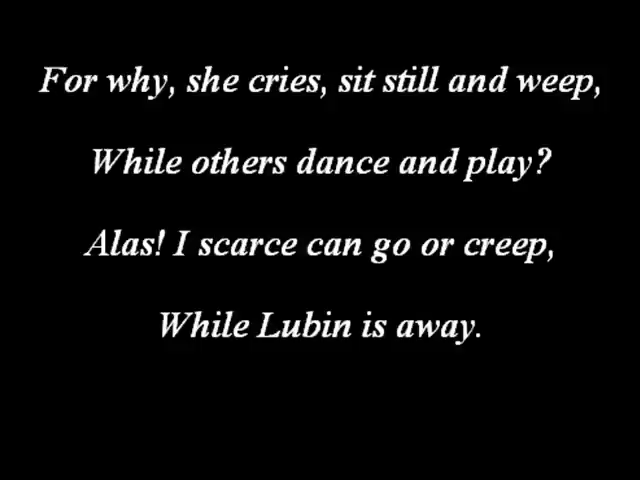 For why, she cries, sit still and weep,
While others dance and play?
Alas! I scarce can go or creep,
While Lubin is away.